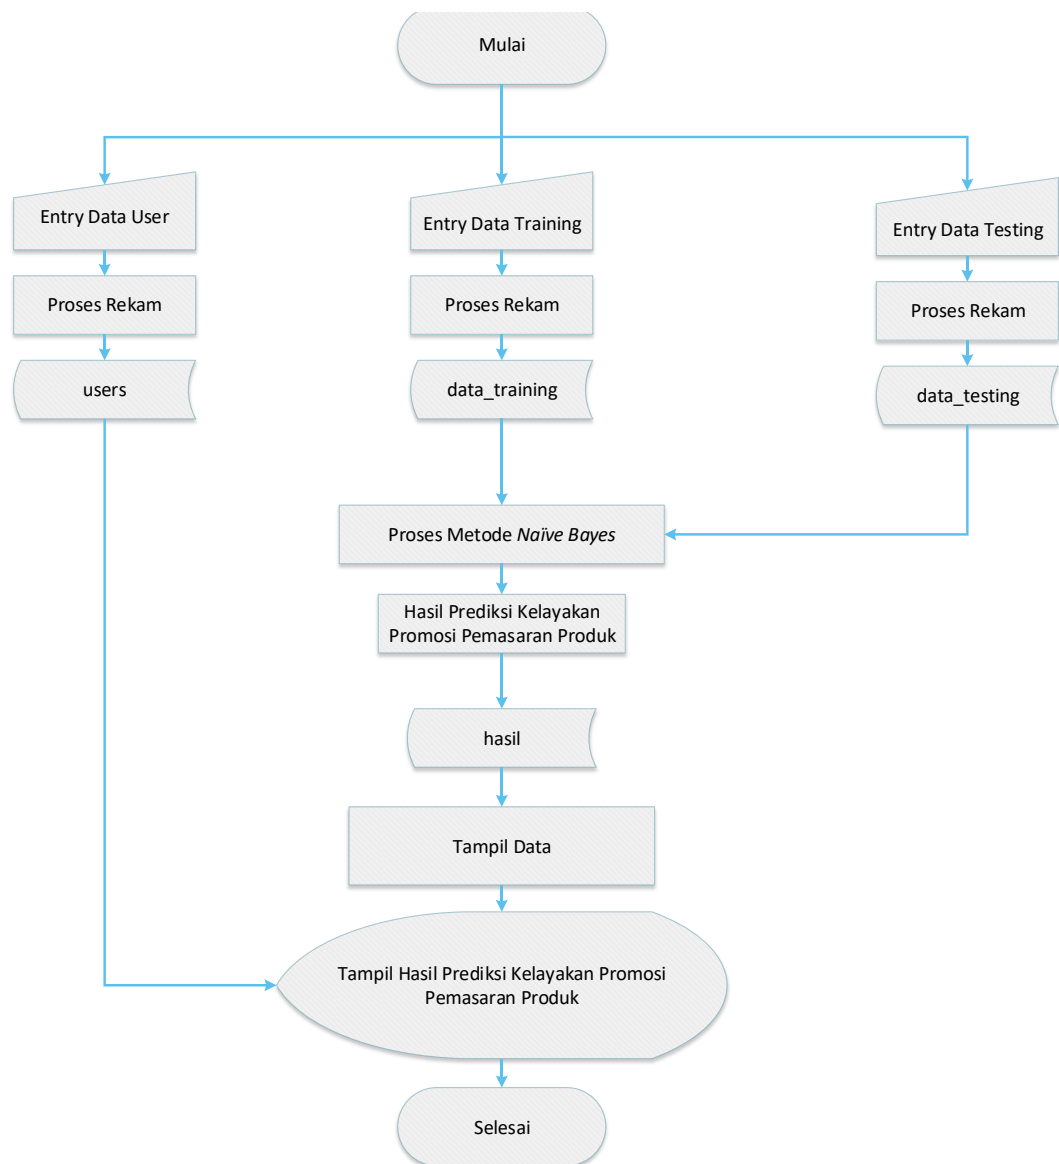 Mulai
Entry Data User
Entry Data Training
Entry Data Testing
Proses Rekam
Proses Rekam
Proses Rekam
users
data_training
data_testing
Proses Metode Naïve Bayes
Hasil Prediksi Kelayakan
Promosi Pemasaran Produk
hasil
Tampil Data
Tampil Hasil Prediksi Kelayakan Promosi
Pemasaran Produk
Selesai